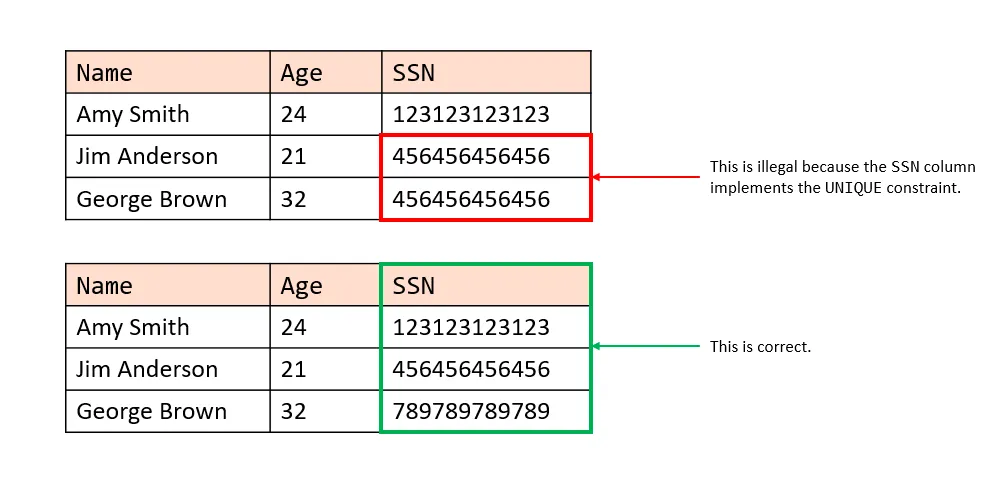 Name Age SSN
Amy Smith 24 123123123123
Jim Anderson 21 456456456456
George Brown 32 456456456456
This is illegal because the SSN column
implements the UNIQUE constraint.
Name Age SSN
Amy Smith 24 123123123123
Jim Anderson 21 456456456456
George Brown 32 789789789789
This is correct.